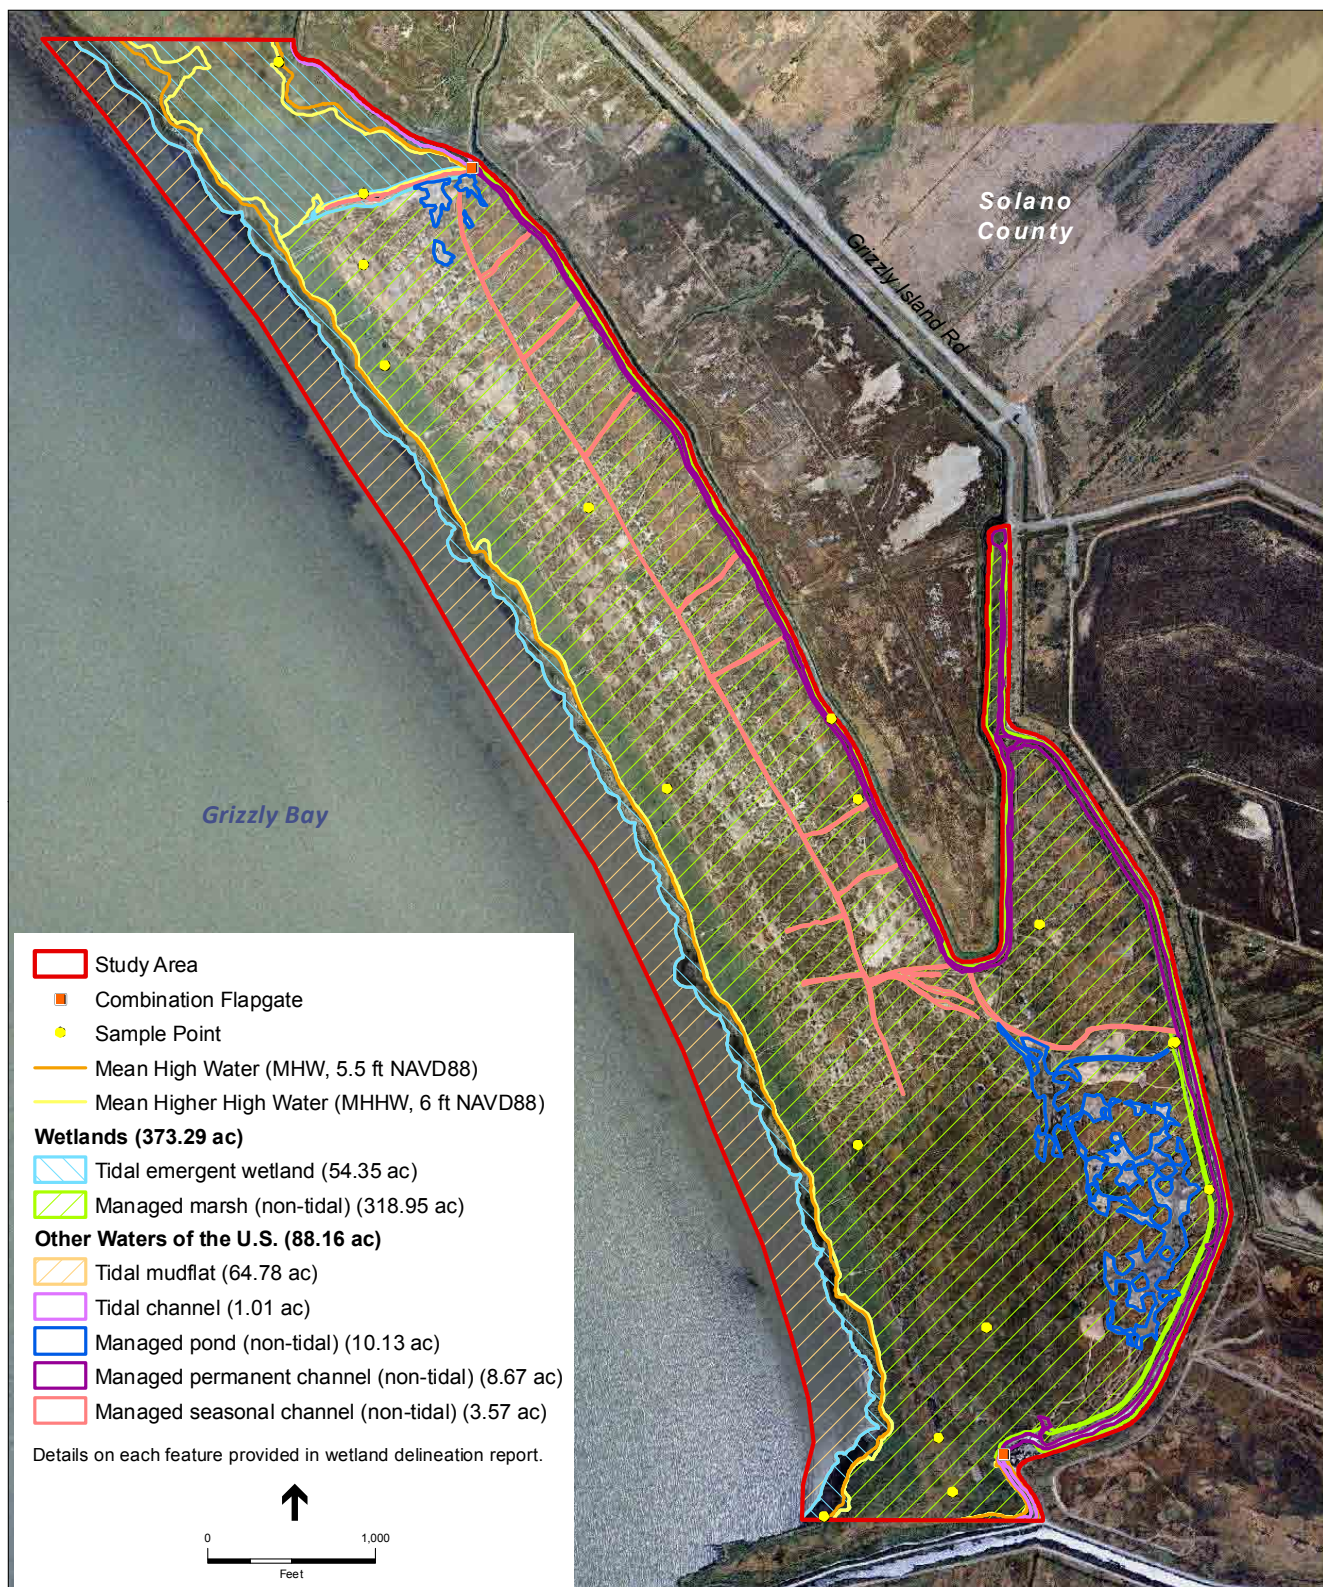 Solano
County
Grizzly Island Rd
Grizzly Bay
Study Area
Combination Flapgate
Sample Point
Mean High Water (MHW, 5.5 ft NAVD88)
Mean Higher High Water (MHHW, 6 ft NAVD88)
Wetlands (373.29 ac)
Tidal emergent wetland (54.35 ac)
Managed marsh (non-tidal) (318.95 ac)
Other Waters of the U.S. (88.16 ac)
Tidal mudflat (64.78 ac)
Tidal channel (1.01 ac)
Managed pond (non-tidal) (10.13 ac)
Managed permanent channel (non-tidal) (8.67 ac)
Managed seasonal channel (non-tidal) (3.57 ac)
Details on each feature provided in wetland delineation report.
0 1,000
Feet